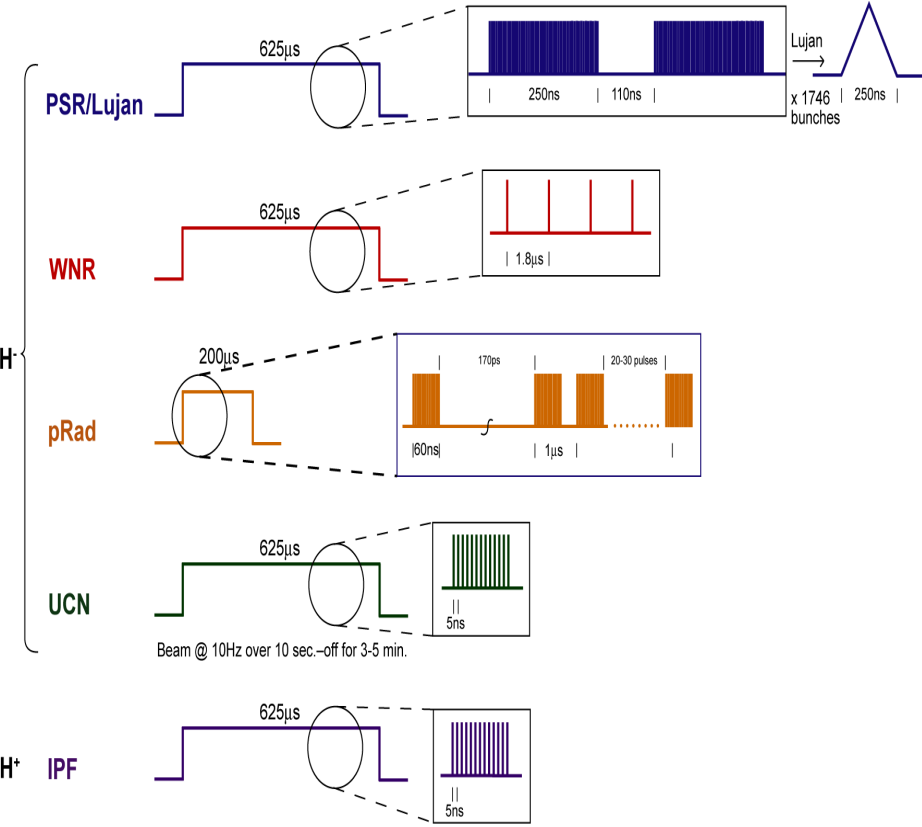 625μs
PSR/Lujan
250ns
110ns
Lujan
x 1746
bunches
250ns
625μs
WNR
1.8μs
H-
200μs
pRad
170ps
20-30 pulses
60ns
1μs
625μs
UCN
5ns
Beam @ 10Hz over 10 sec.–off for 3-5 min.
625μs
H+
IPF
5ns